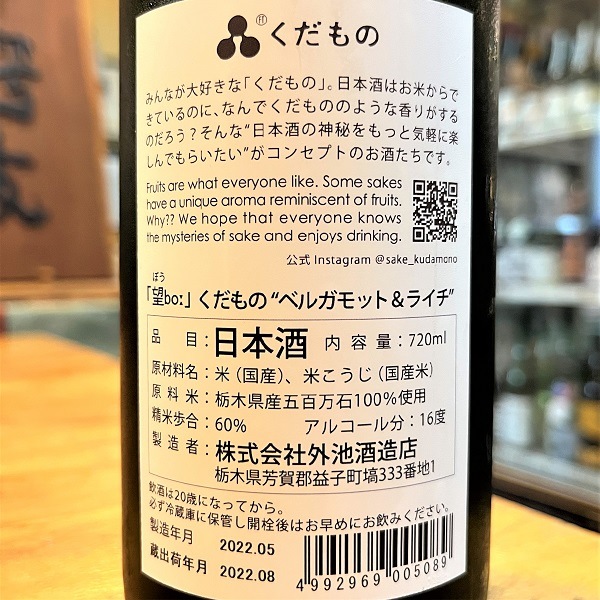 くだもの
みんなが大好きな「くだもの」。日本酒はお米からで
きているのに、なんでくだもののような香りがする
のだろう?そんな“日本酒の神秘をもっと気軽に楽
しんでもらいたい”がコンセプトのお酒たちです。
Fruits are what everyone like. Some sakes
have a unique aroma reminiscent of fruits.
Why?? We hope that everyone knows
the mysteries of sake and enjoys drinking.
公式 Instagram @sake_kudamono
ぼう
「望bo:」くだもの“ベルガモット&ライチ”
品目:日本酒 内容量:720ml
原材料名:米(国産)、米こうじ(国産米)
原料米:栃木県産五百万石100%使用
精米歩合:60% アルコール分:16度
製造者:株式会社外池酒造店
栃木県芳賀郡益子町塙333番地1
飲酒は20歳になってから。
必ず冷蔵庫に保管し開栓後はお早めにお飲みください。
製造年月 2022.05
蔵出荷年月 2022.08
4992969005089